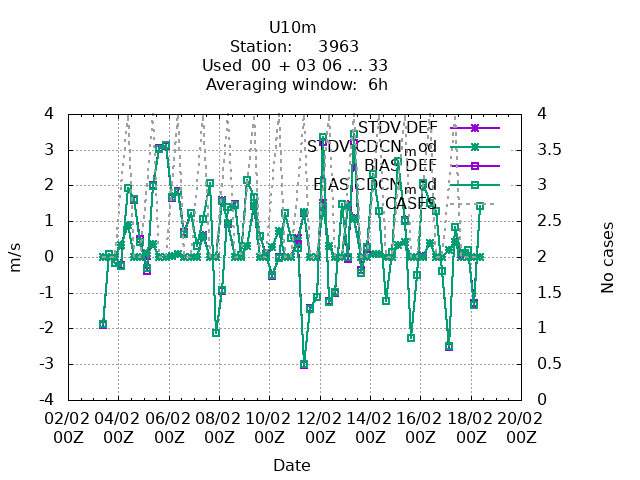 U10m
Station: 3963
Used 00 + 03 06 ... 33
Averaging window: 6h
STDV DEF
STDV CDCN_mod
BIAS DEF
BIAS CDCN_mod
CASES
m/s
4
3
2
1
0
-1
-2
-3
-4
No cases
4
3.5
3
2.5
2
1.5
1
0.5
0
02/02 04/02 06/02 08/02 10/02 12/02 14/02 16/02 18/02 20/02
00Z 00Z 00Z 00Z 00Z 00Z 00Z 00Z 00Z 00Z
Date